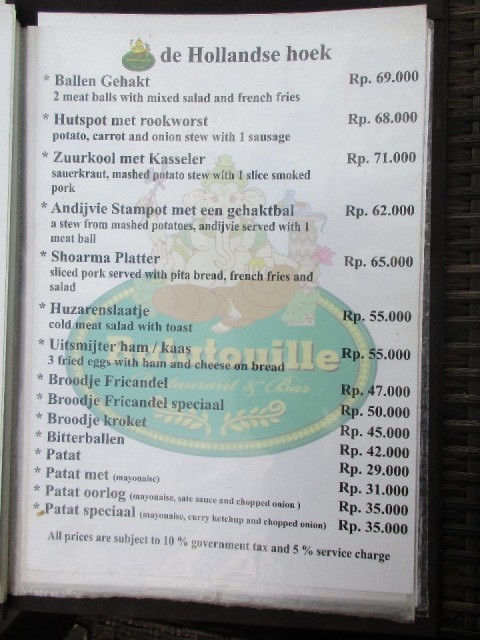 de Hollandse hoek
* Ballen Gehakt Rp. 69.000
2 meat balls with mixed salad and french fries
* Hutspot met rookworst Rp. 68.000
potato, carrot and onion stew with 1 sausage
* Zuurkool met Kasseler Rp. 71.000
sauerkraut, mashed potato stew with 1 slice smoked
pork
* Andijvie Stampot met een gehaktbal Rp. 62.000
a stew from mashed potatoes, andijvie served with 1
meat ball
* Shoarma Platter Rp. 65.000
sliced pork served with pita bread, french fries and
salad
* Huzarenslaatje Rp. 55.000
cold meat salad with toast
* Uitsmijter ham / kaas Rp. 55.000
3 fried eggs with ham and cheese on bread
* Broodje Fricandel Rp. 47.000
* Broodje Fricandel speciaal Rp. 50.000
* Broodje kroket Rp. 45.000
* Bitterballen Rp. 42.000
* Patat Rp. 29.000
* Patat met (mayonaise) Rp. 31.000
* Patat oorlog (mayonaise, sate sauce and chopped onion ) Rp. 35.000
* Patat speciaal (mayonaise, curry ketchup and chopped onion) Rp. 35.000
All prices are subject to 10 % government tax and 5 % service charge
& Bar